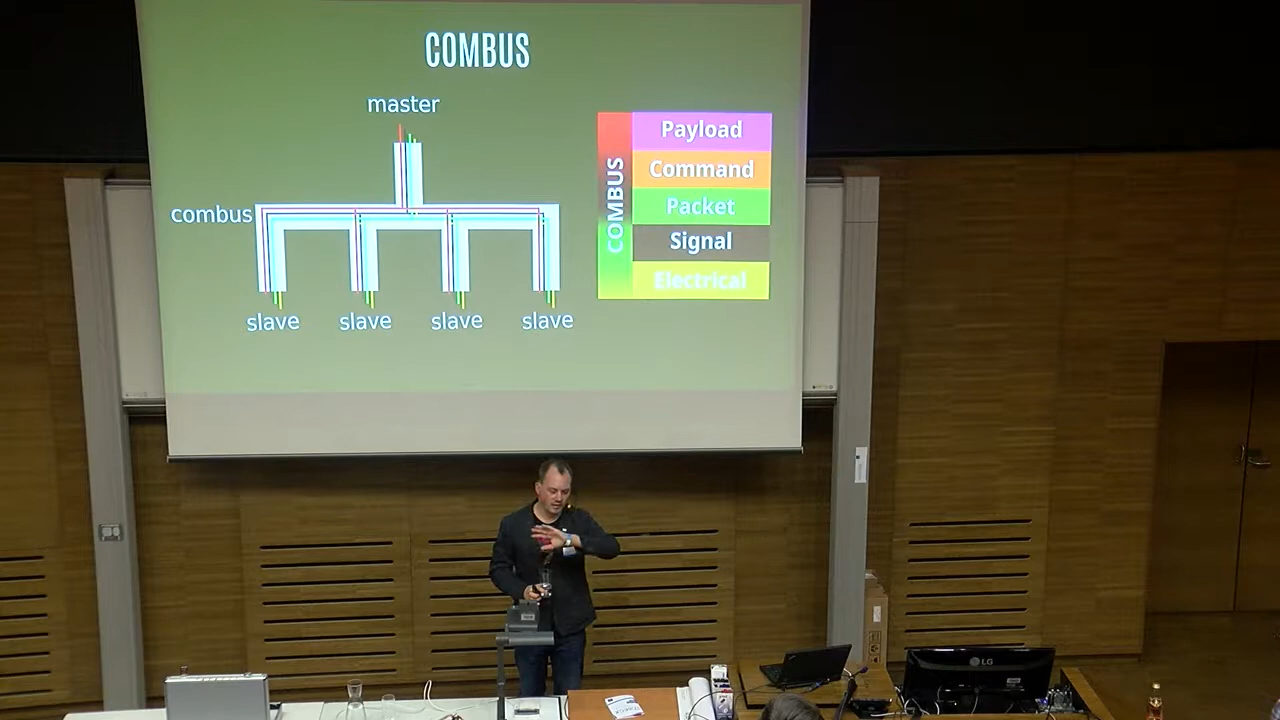 COMBUS
master
combus
slave slave slave slave
COMBUS
Payload
Command
Packet
Signal
Electrical
LG